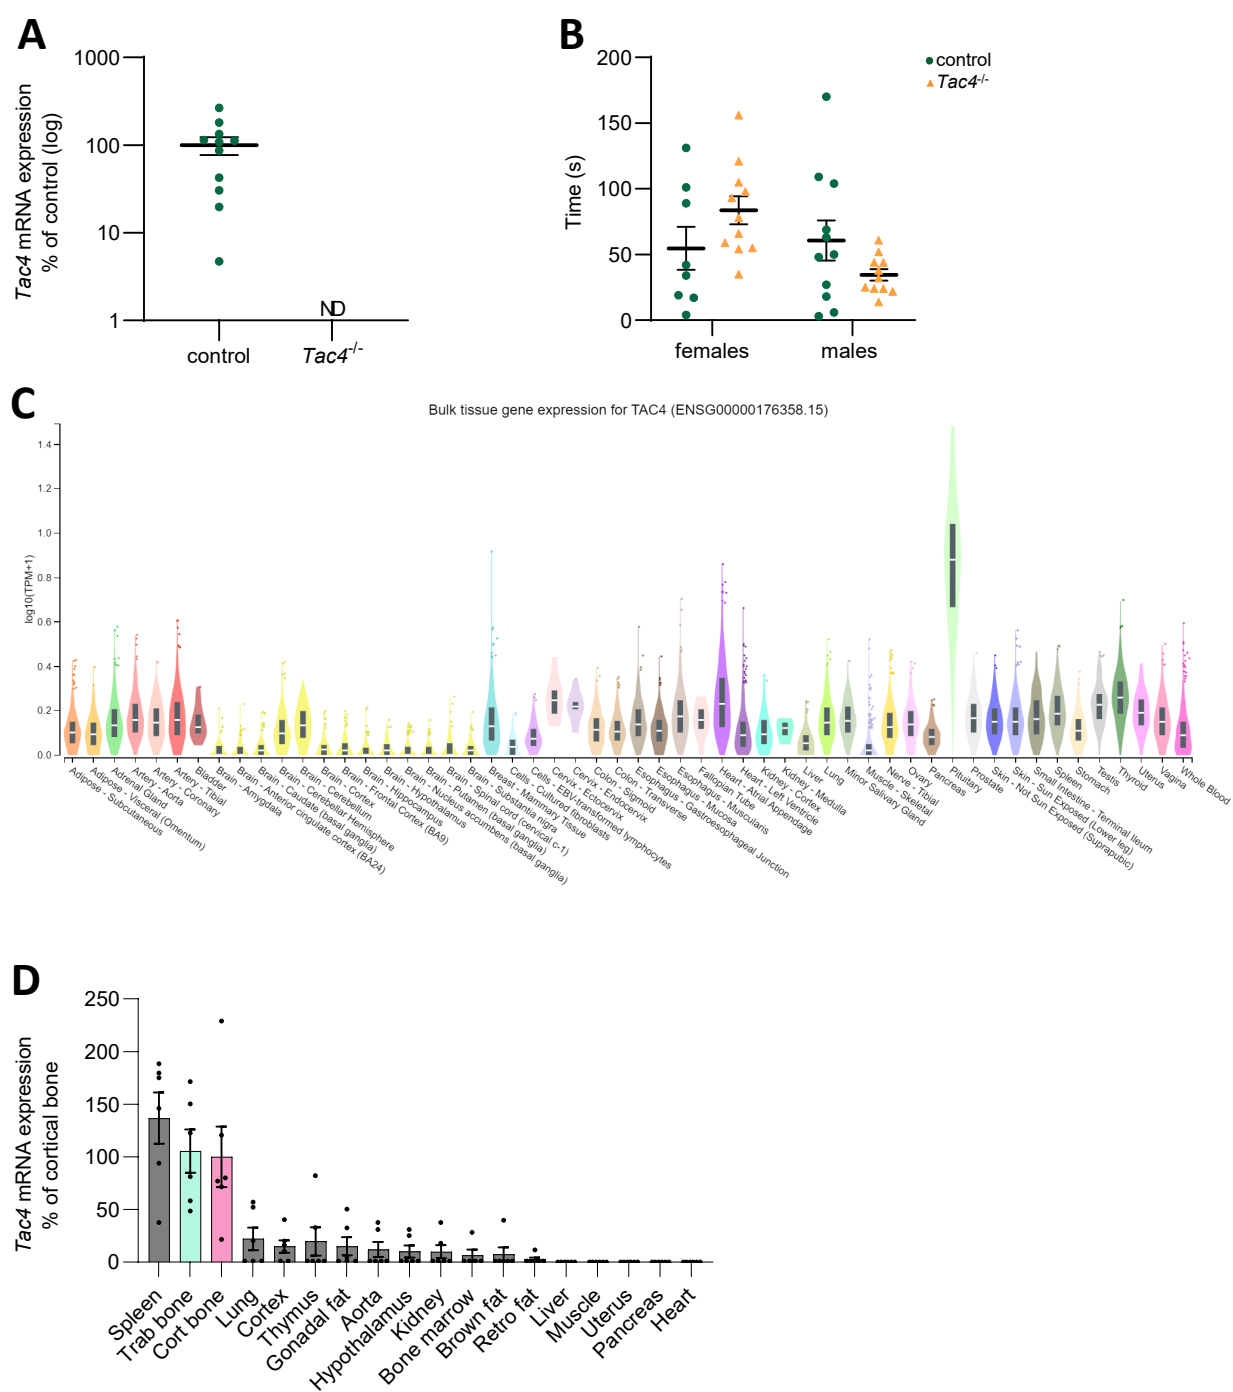 A
Tac4 mRNA expression
% of control (log)
1000
100
10
1
ND
control
Tac4-/-
B
Time (s)
200
150
100
50
0
females
males
control
Tac4-/-
C
Bulk tissue gene expression for TAC4 (ENSG00000176358.15)
log10(TPM+1)
1.4
1.2
1.0
0.8
0.6
0.4
0.2
0.0
Adipose - Subcutaneous
Adipose - Visceral (Omentum)
Adrenal Gland
Artery - Aorta
Artery - Coronary
Artery - Tibial
Bladder
Brain - Amygdala
Brain - Anterior cingulate cortex (BA24)
Brain - Caudate (basal ganglia)
Brain - Cerebellar Hemisphere
Brain - Cerebellum
Brain - Cortex
Brain - Frontal Cortex (BA9)
Brain - Hippocampus
Brain - Hypothalamus
Brain - Nucleus accumbens (basal ganglia)
Brain - Putamen (basal ganglia)
Brain - Spinal cord (cervical c-1)
Brain - Substantia nigra
Breast - Mammary Tissue
Cells - Cultured fibroblasts
Cells - EBV-transformed lymphocytes
Cervix - Ectocervix
Cervix - Endocervix
Colon - Sigmoid
Colon - Transverse
Esophagus - Gastroesophageal Junction
Esophagus - Mucosa
Esophagus - Muscularis
Fallopian Tube
Heart - Atrial Appendage
Heart - Left Ventricle
Kidney - Cortex
Kidney - Medulla
Liver
Lung
Minor Salivary Gland
Muscle - Skeletal
Nerve - Tibial
Ovary
Pancreas
Pituitary
Prostate
Skin - Not Sun Exposed (Suprapubic)
Skin - Sun Exposed (Lower leg)
Small Intestine - Terminal Ileum
Spleen
Stomach
Testis
Thyroid
Uterus
Vagina
Whole Blood
D
Tac4 mRNA expression
% of cortical bone
250
200
150
100
50
0
Spleen
Trab bone
Cort bone
Lung
Cortex
Thymus
Gonadal fat
Aorta
Hypothalamus
Kidney
Bone marrow
Brown fat
Retro fat
Liver
Muscle
Uterus
Pancreas
Heart